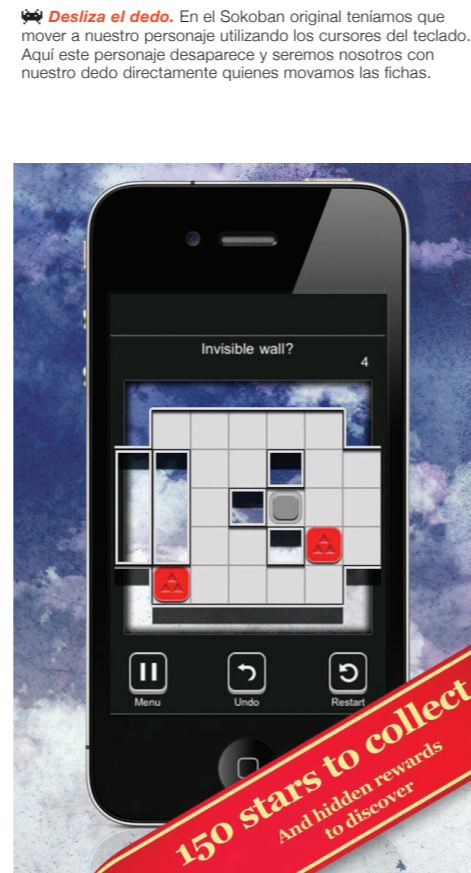 Desliza el dedo. En el Sokoban original teníamos que
mover a nuestro personaje utilizando los cursores del teclado.
Aquí este personaje desaparece y seremos nosotros con
nuestro dedo directamente quienes movamos las fichas.
Invisible wall?
4
Menu
Undo
Restart
150 stars to collect
And hidden rewards
to discover